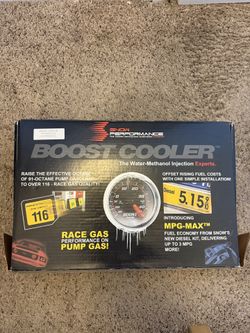 SNOW
PERFORMANCE
BOOST COOLER
The Water-Methanol Injection Experts.
RAISE THE EFFECTIVE OCTANE
OF 91-OCTANE PUMP GAS
TO OVER 116 - RACE GAS QUALITY!
OFFSET RISING FUEL COSTS
WITH ONE SIMPLE INSTALLATION!
116
5.15
BOOST
RACE GAS
PERFORMANCE ON
PUMP GAS!
INTRODUCING
MPG-MAX™
FUEL ECONOMY FROM SNOW'S
NEW DIESEL KIT, DELIVERING
UP TO 3 MPG
MORE!